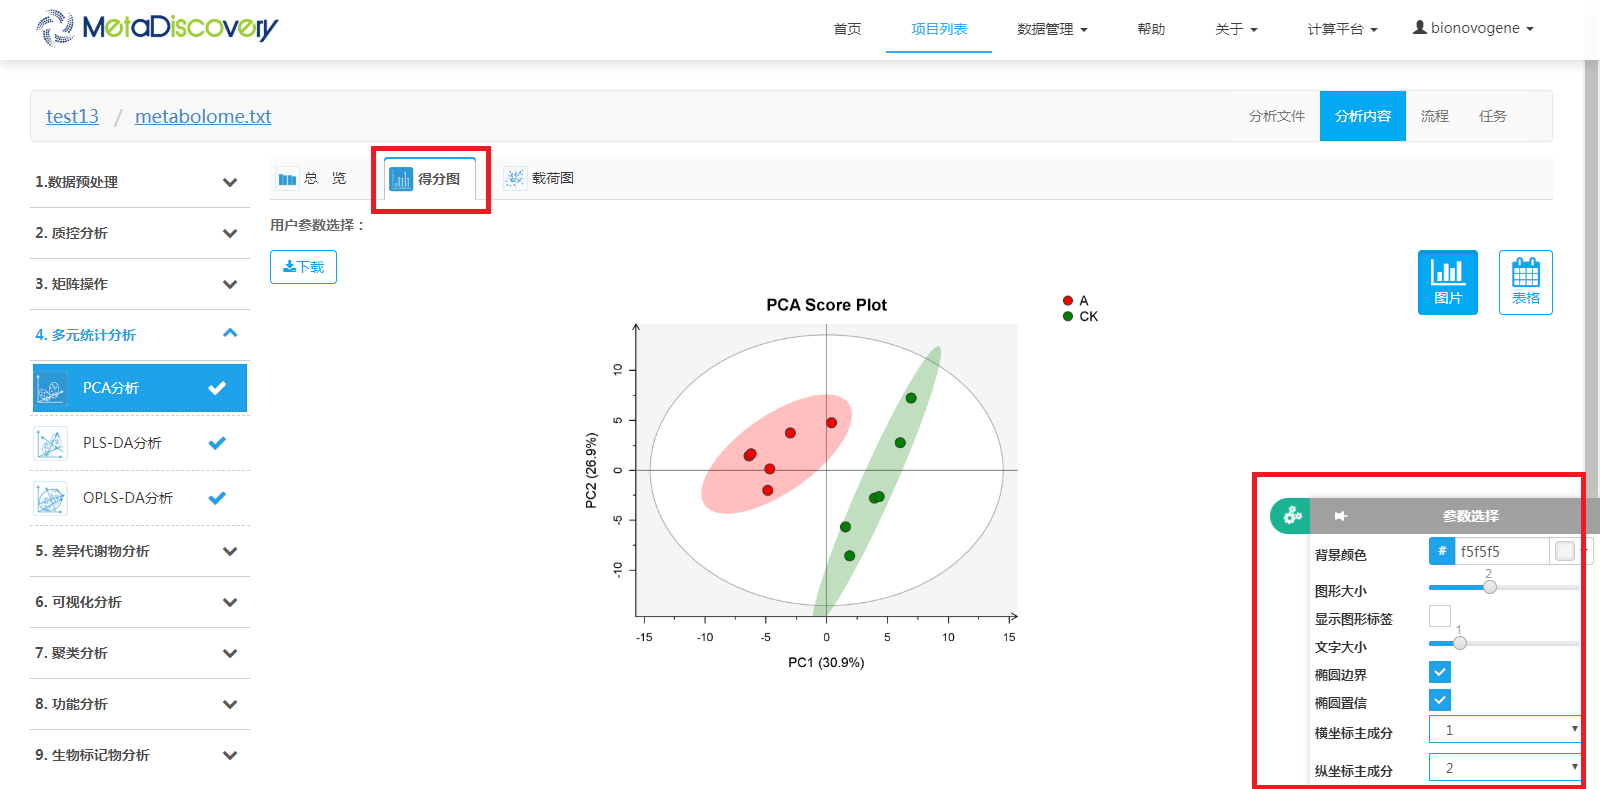 MetaDiscovery
首页 项目列表 数据管理 帮助 关于 计算平台 bionovogene
test13 / metabolome.txt
分析文件 分析内容 流程 任务
总 览 得分图 载荷图
用户参数选择：
下载
图片 表格
1.数据预处理
2. 质控分析
3. 矩阵操作
4. 多元统计分析
PCA分析
PLS-DA分析
OPLS-DA分析
5. 差异代谢物分析
6. 可视化分析
7. 聚类分析
8. 功能分析
9. 生物标记物分析
PCA Score Plot
A
CK
PC2 (26.9%)
10
5
0
-5
-10
-15 -10 -5 0 5 10 15
PC1 (30.9%)
参数选择
背景颜色 # f5f5f5
图形大小 2
显示图形标签
文字大小 1
椭圆边界
椭圆置信
横坐标主成分 1
纵坐标主成分 2